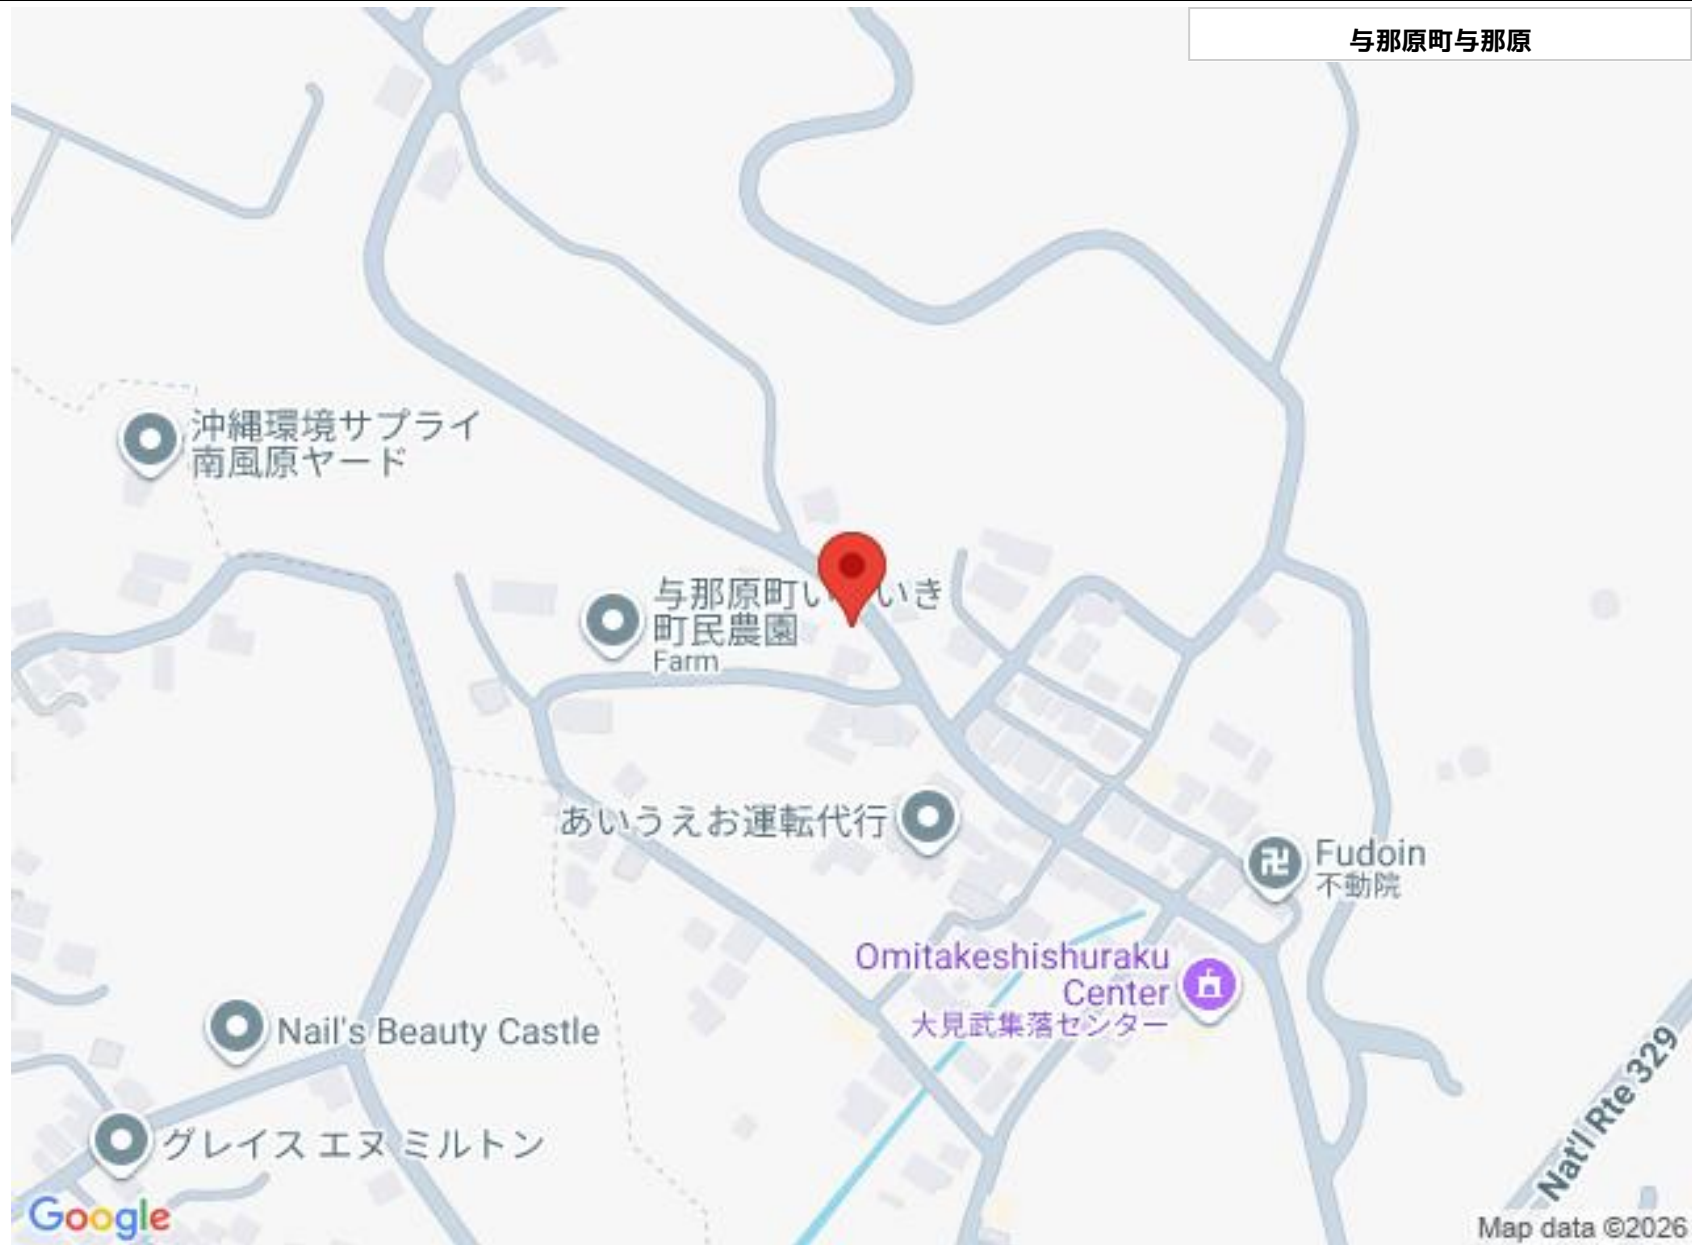 与那原町与那原
沖縄環境サプライ
南風原ヤード
与那原町い いき
町民農園
Farm
あいうえお運転代行
Fudoin
不動院
Omitakeshishuraku
Center
大見武集落センター
Nail's Beauty Castle
Nat'l Rte 329
グレイス エヌ ミルトン
Google
Map data ©2026